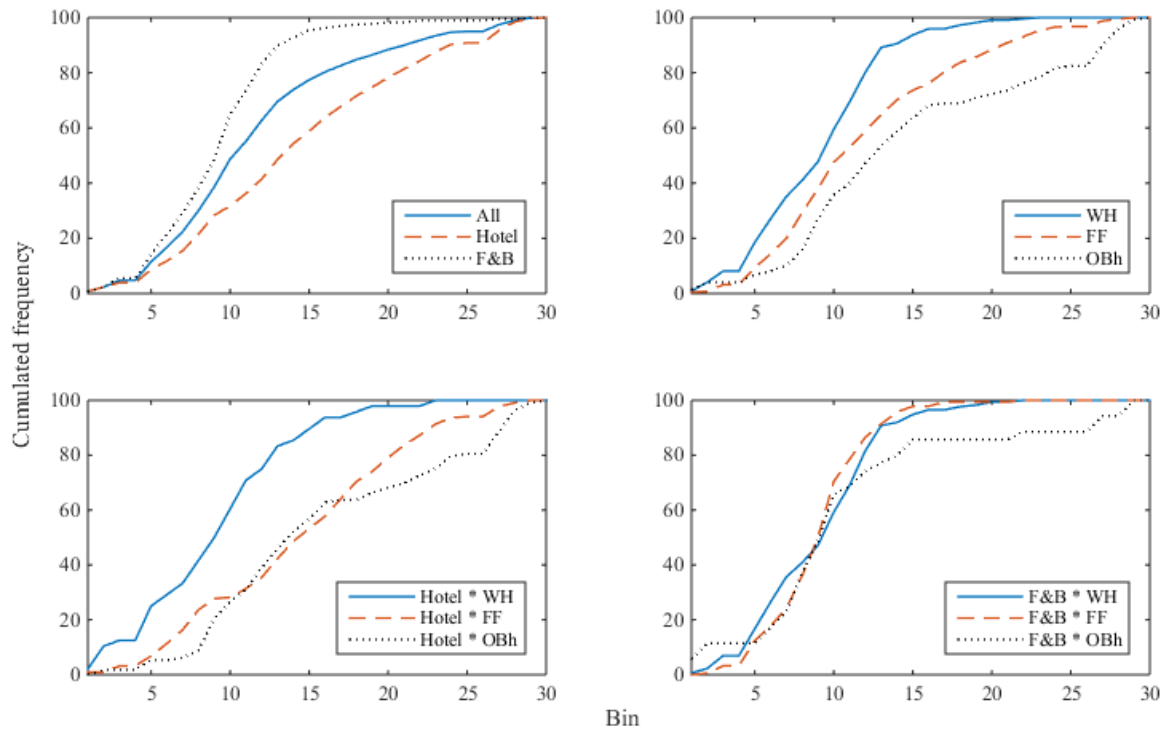 100
80
60
40
20
0
5 10 15 20 25 30
All
Hotel
F&B
100
80
60
40
20
0
5 10 15 20 25 30
WH
FF
OBh
Cumulated frequency
100
80
60
40
20
0
5 10 15 20 25 30
Hotel * WH
Hotel * FF
Hotel * OBh
100
80
60
40
20
0
5 10 15 20 25 30
F&B * WH
F&B * FF
F&B * OBh
Bin